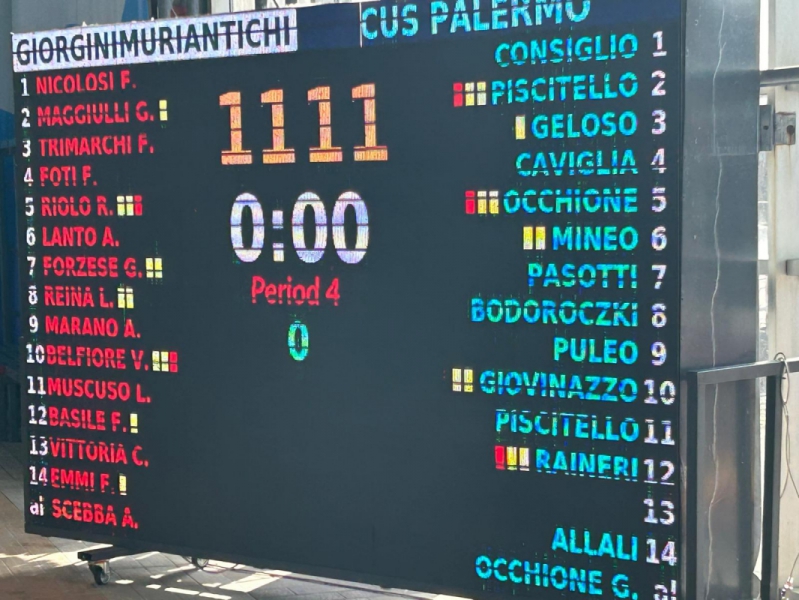 GIORGINIMURIANTICHI
CUS PALERMO
1 NICOLOSI F.
2 MAGGIULLI G.
3 TRIMARCHI F.
4 FOTI F.
5 RIOLO R.
6 LANTO A.
7 FORZESE G.
8 REINA L.
9 MARANO A.
10 BELFIORE V.
11 MUSCUSO L.
12 BASILE F.
13 VITTORIA C.
14 EMMI F.
al SCEBBA A.
1111
0:00
Period 4
0
CONSIGLIO 1
PISCITELLO 2
GELOSO 3
CAVIGLIA 4
OCCHIONE 5
MINEO 6
PASOTTI 7
BODOROCZKI 8
PULEO 9
GIOVINAZZO 10
PISCITELLO 11
RAINERI 12
13
ALLALI 14
OCCHIONE G. al